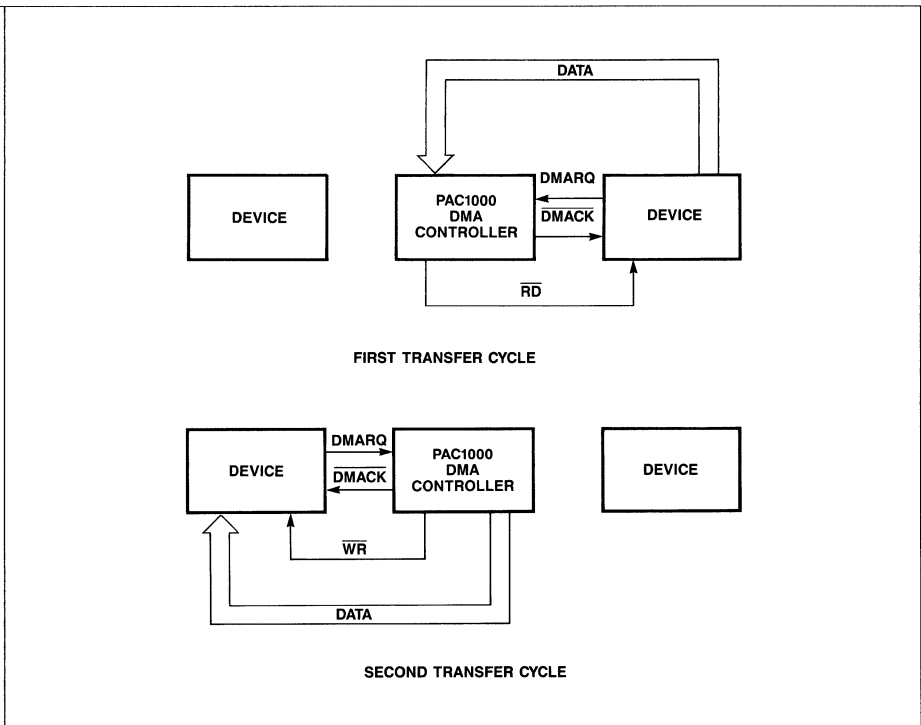 DATA
DMARQ
DEVICE
PAC1000
DMA
CONTROLLER
DMACK
DEVICE
RD
FIRST TRANSFER CYCLE
DEVICE
DMARQ
DMACK
PAC1000
DMA
CONTROLLER
DEVICE
WR
DATA
SECOND TRANSFER CYCLE